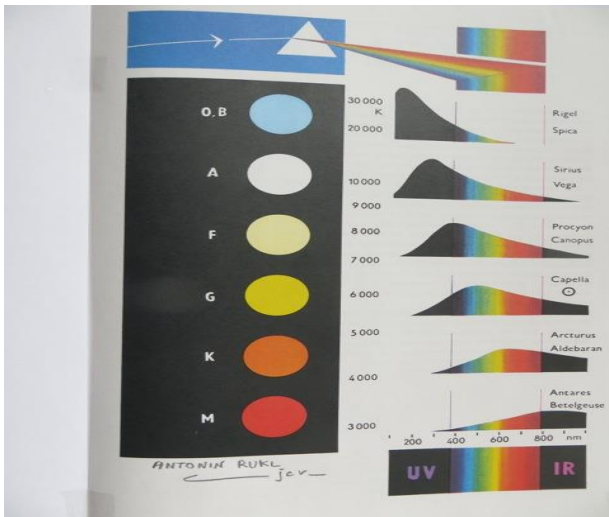 O, B
A
F
G
K
M
30 000
K
20 000
10 000
9 000
8 000
7 000
6 000
5 000
4 000
3 000
Rigel
Spica
Sirius
Vega
Procyon
Canopus
Capella
Arcturus
Aldebaran
Antares
Betelgeuse
200 400 600 800 nm
UV IR
ANTONIN RUKL